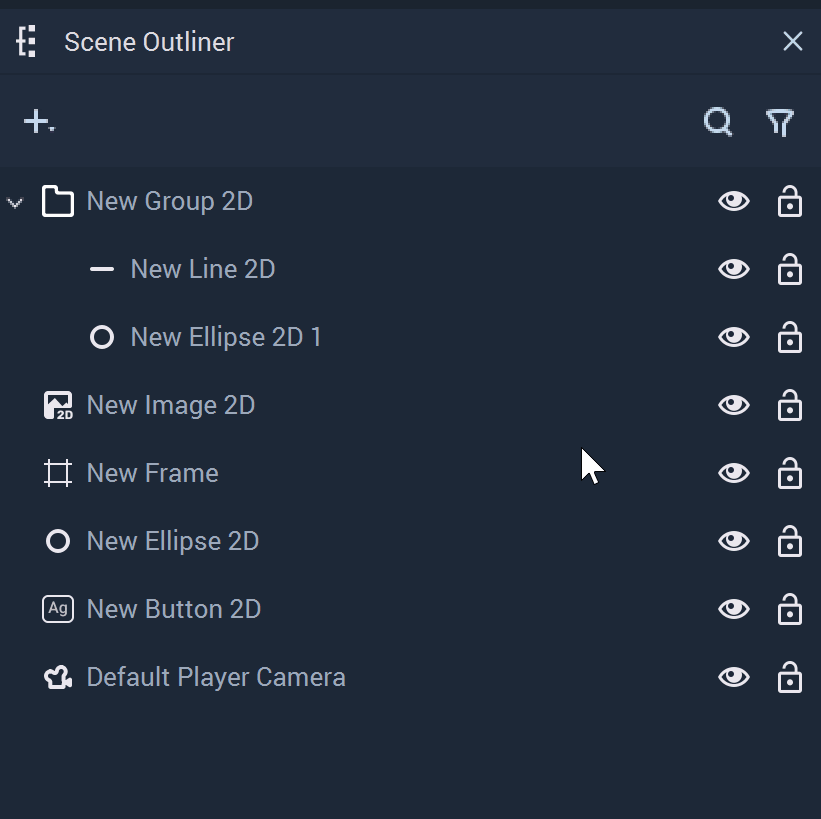 Scene Outliner
New Group 2D
New Line 2D
New Ellipse 2D 1
2D New Image 2D
New Frame
New Ellipse 2D
Ag New Button 2D
Default Player Camera